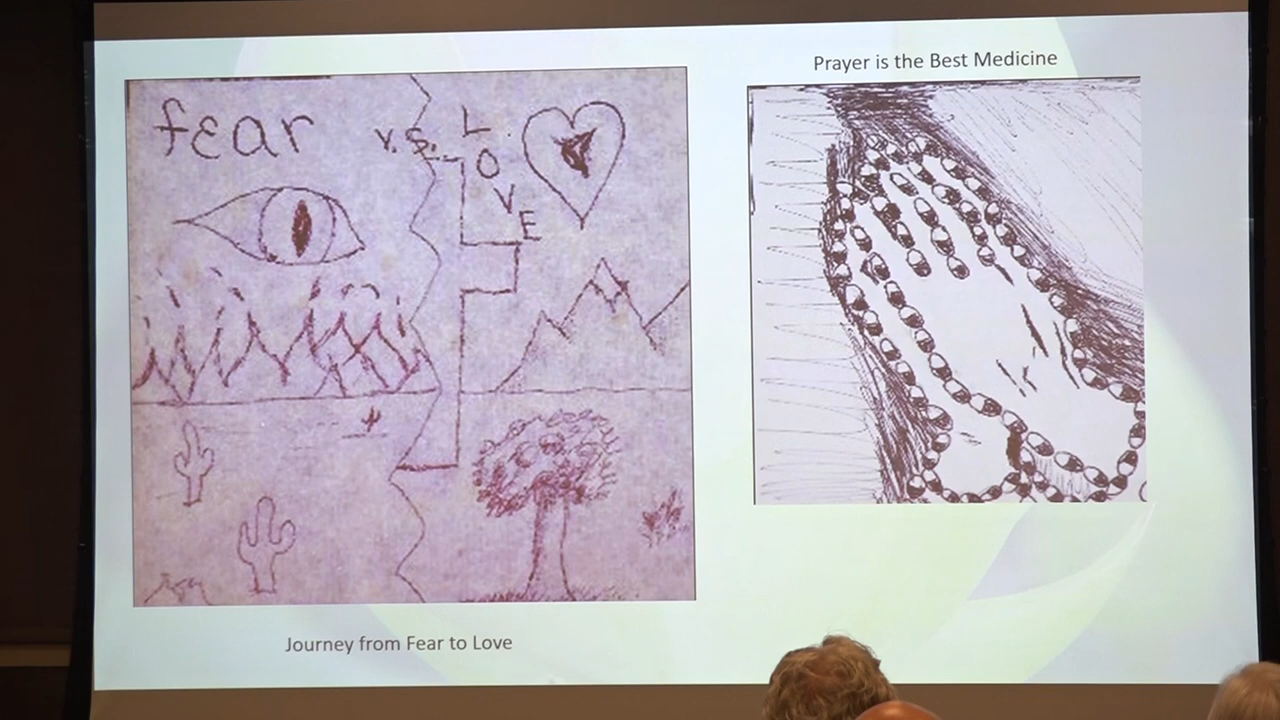 fear
v.s.
LOVE
Journey from Fear to Love
Prayer is the Best Medicine